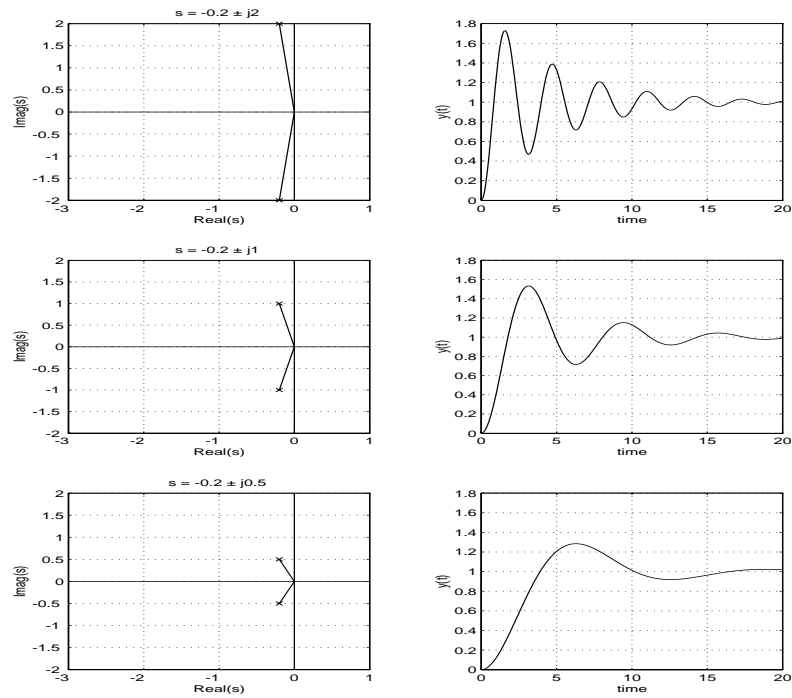 s = -0.2 ± j2
2
1.5
1
0.5
0
-0.5
-1
-1.5
-2
Imag(s)
-3 -2 -1 0 1
Real(s)
1.8
1.6
1.4
1.2
1
0.8
0.6
0.4
0.2
0
y(t)
0 5 10 15 20
time
s = -0.2 ± j1
2
1.5
1
0.5
0
-0.5
-1
-1.5
-2
Imag(s)
-3 -2 -1 0 1
Real(s)
1.8
1.6
1.4
1.2
1
0.8
0.6
0.4
0.2
0
y(t)
0 5 10 15 20
time
s = -0.2 ± j0.5
2
1.5
1
0.5
0
-0.5
-1
-1.5
-2
Imag(s)
-3 -2 -1 0 1
Real(s)
1.8
1.6
1.4
1.2
1
0.8
0.6
0.4
0.2
0
y(t)
0 5 10 15 20
time